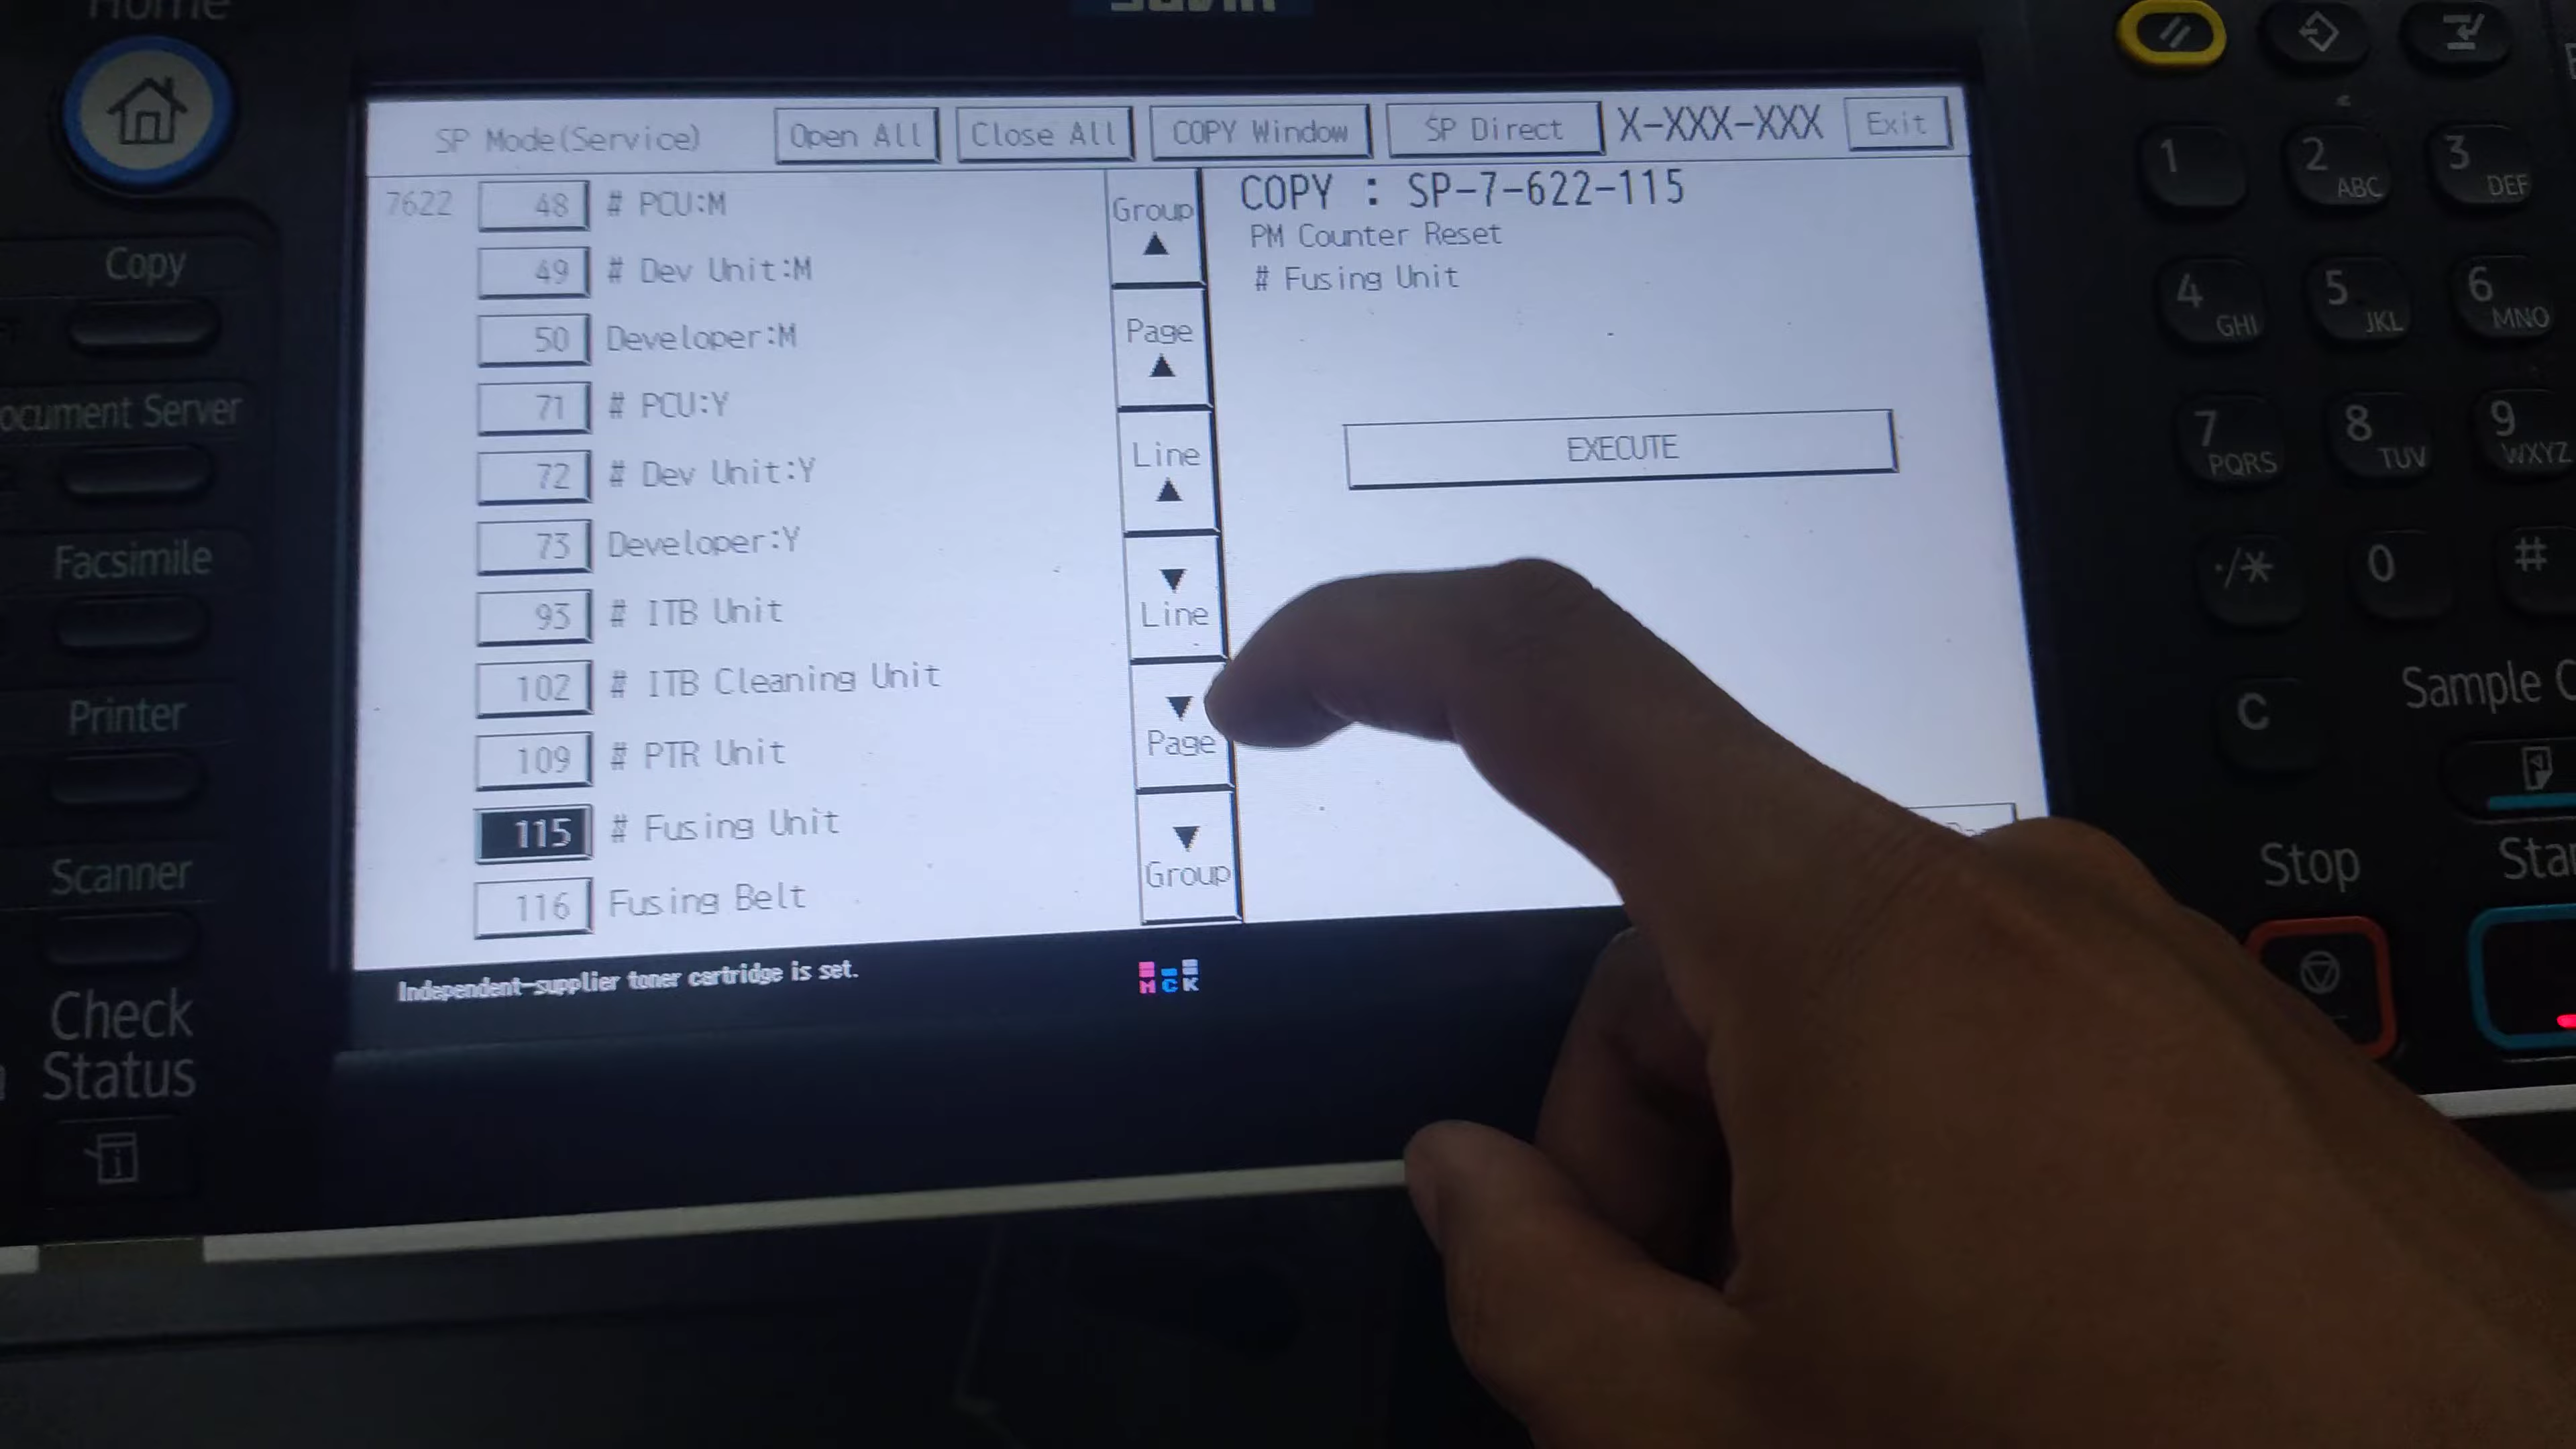 Home
Savin
SP Mode(Service)
Open All
Close All
COPY Window
SP Direct
X-XXX-XXX
Exit
7622
48 # PCU:M
49 # Dev Unit:M
50 Developer:M
71 # PCU:Y
72 # Dev Unit:Y
73 Developer:Y
93 # ITB Unit
102 # ITB Cleaning Unit
109 # PTR Unit
115 # Fusing Unit
116 Fusing Belt
Group
Page
Line
Line
Page
Group
COPY : SP-7-622-115
PM Counter Reset
# Fusing Unit
EXECUTE
Independent-supplier toner cartridge is set.
M C K
Copy
ocument Server
Facsimile
Printer
Scanner
Check
Status
1
2 ABC
3 DEF
4 GHI
5 JKL
6 MNO
7 PQRS
8 TUV
9 WXYZ
./*
0
#
C
Sample C
Stop
Star